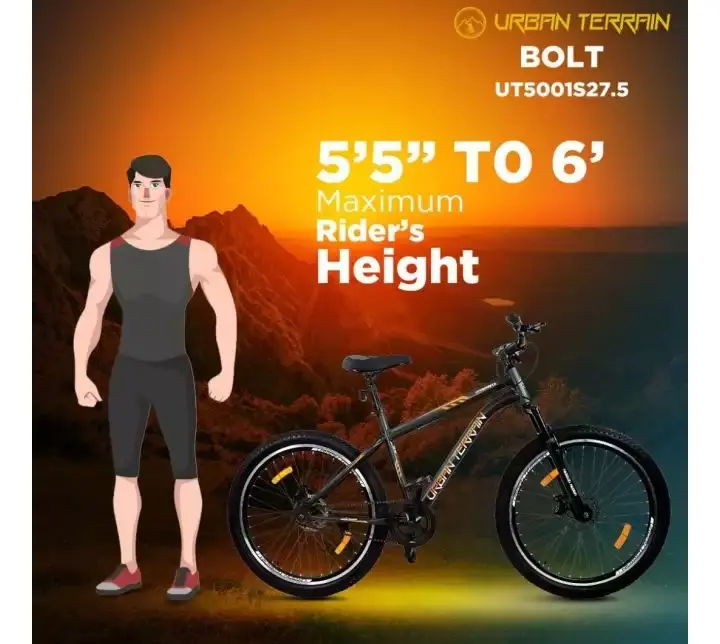 URBAN TERRAIN
BOLT
UT5001S27.5
5’5” TO 6’
Maximum
Rider’s
Height
URBAN TERRAIN